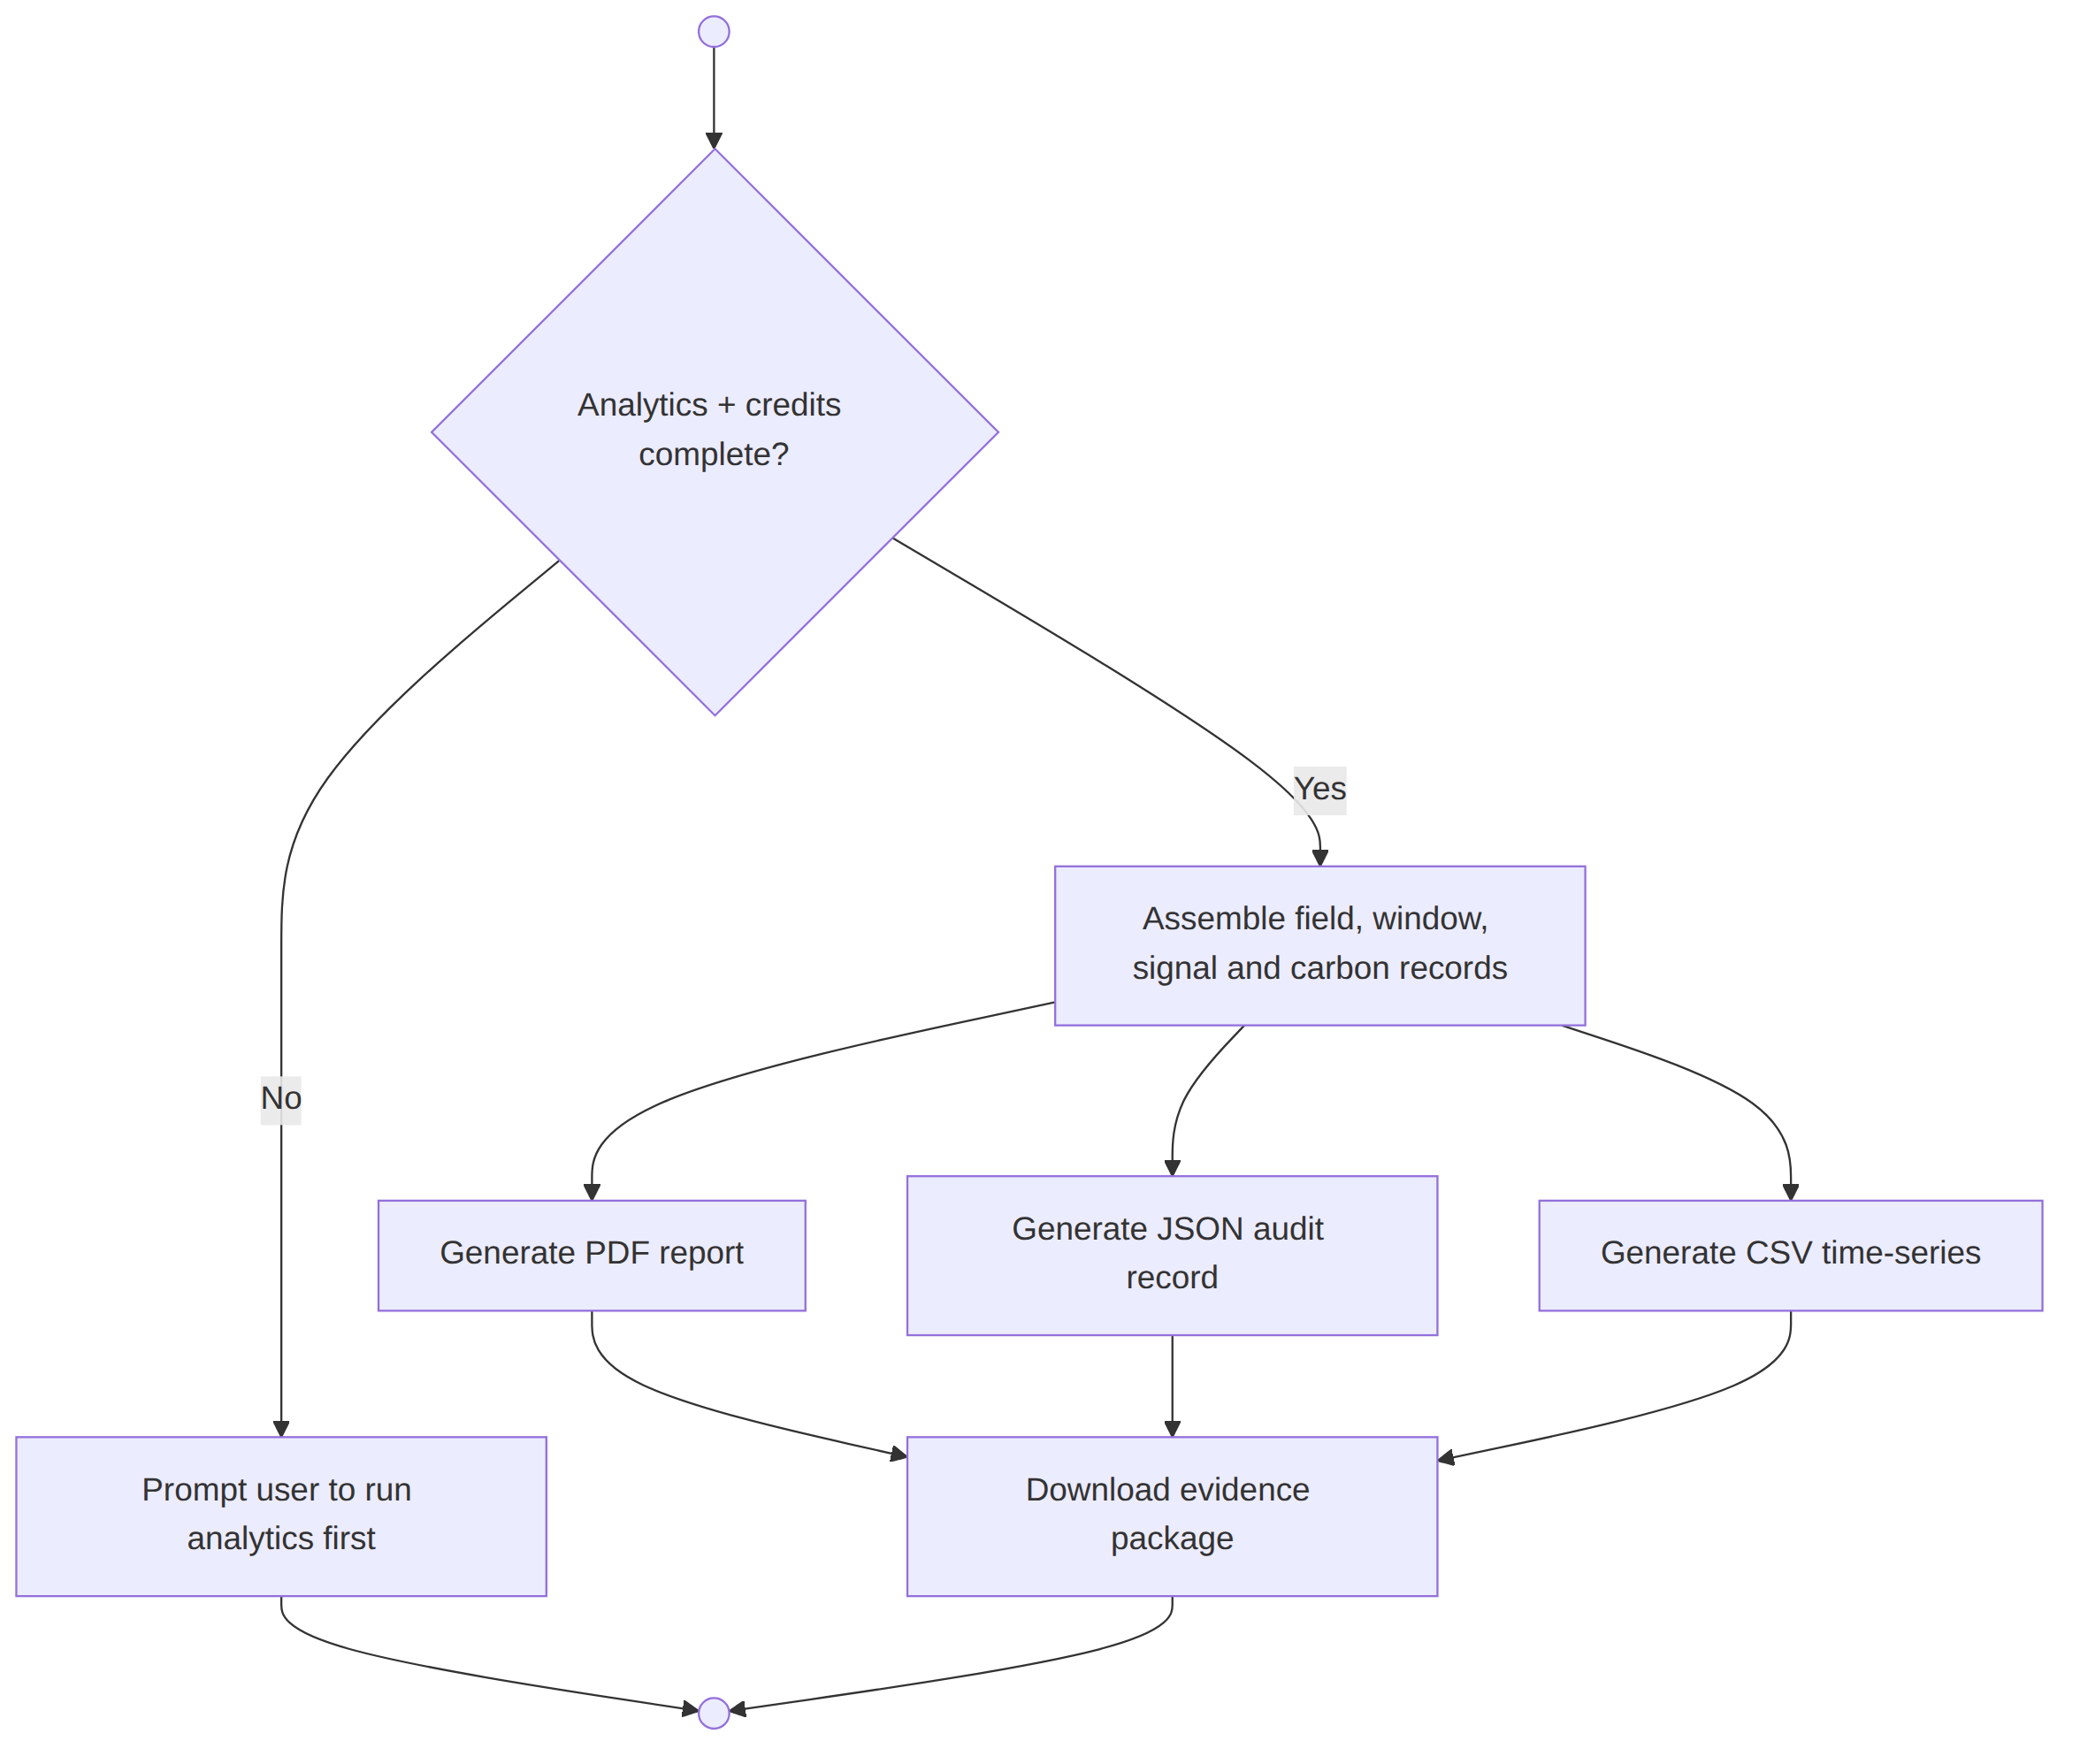 Analytics + credits
complete?
Yes
Assemble field, window,
signal and carbon records
No
Generate PDF report
Generate JSON audit
record
Generate CSV time-series
Prompt user to run
analytics first
Download evidence
package